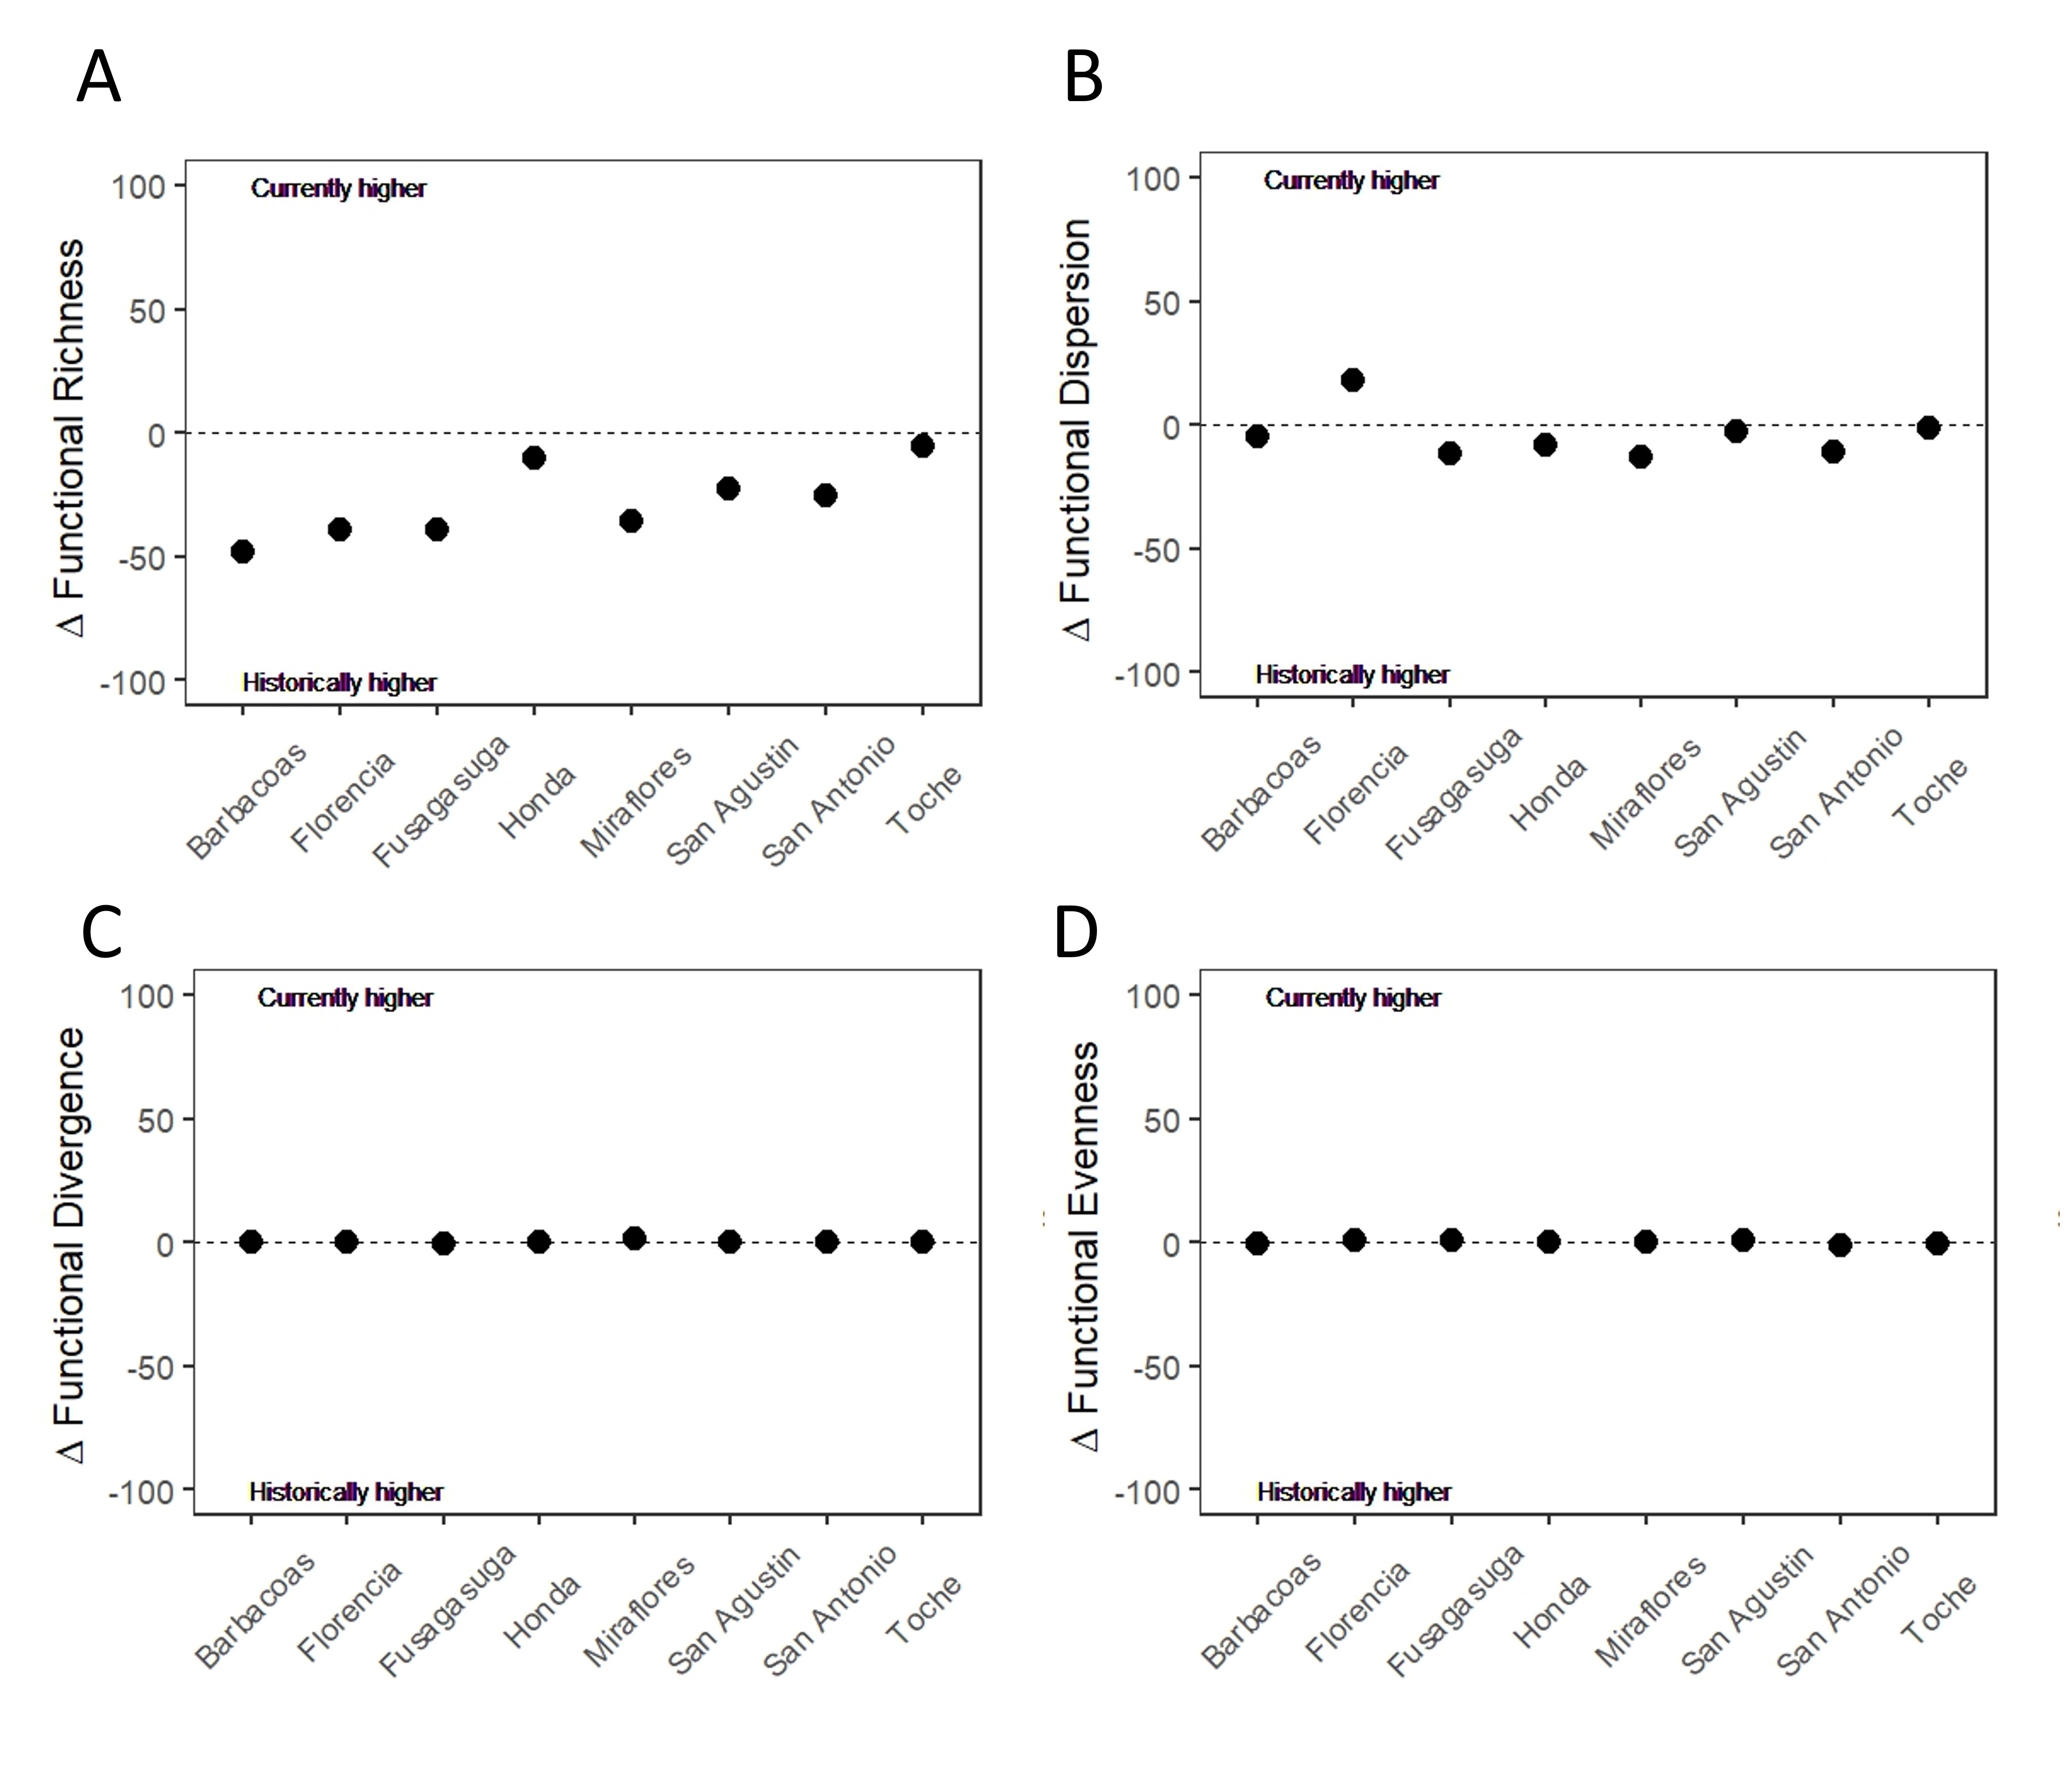 A
Δ Functional Richness
100
50
0
-50
-100
Currently higher
Historically higher
Barbacoas
Florencia
Fusagasuga
Honda
Miraflores
San Agustin
San Antonio
Toche
B
Δ Functional Dispersion
100
50
0
-50
-100
Currently higher
Historically higher
Barbacoas
Florencia
Fusagasuga
Honda
Miraflores
San Agustin
San Antonio
Toche
C
Δ Functional Divergence
100
50
0
-50
-100
Currently higher
Historically higher
Barbacoas
Florencia
Fusagasuga
Honda
Miraflores
San Agustin
San Antonio
Toche
D
Δ Functional Evenness
100
50
0
-50
-100
Currently higher
Historically higher
Barbacoas
Florencia
Fusagasuga
Honda
Miraflores
San Agustin
San Antonio
Toche